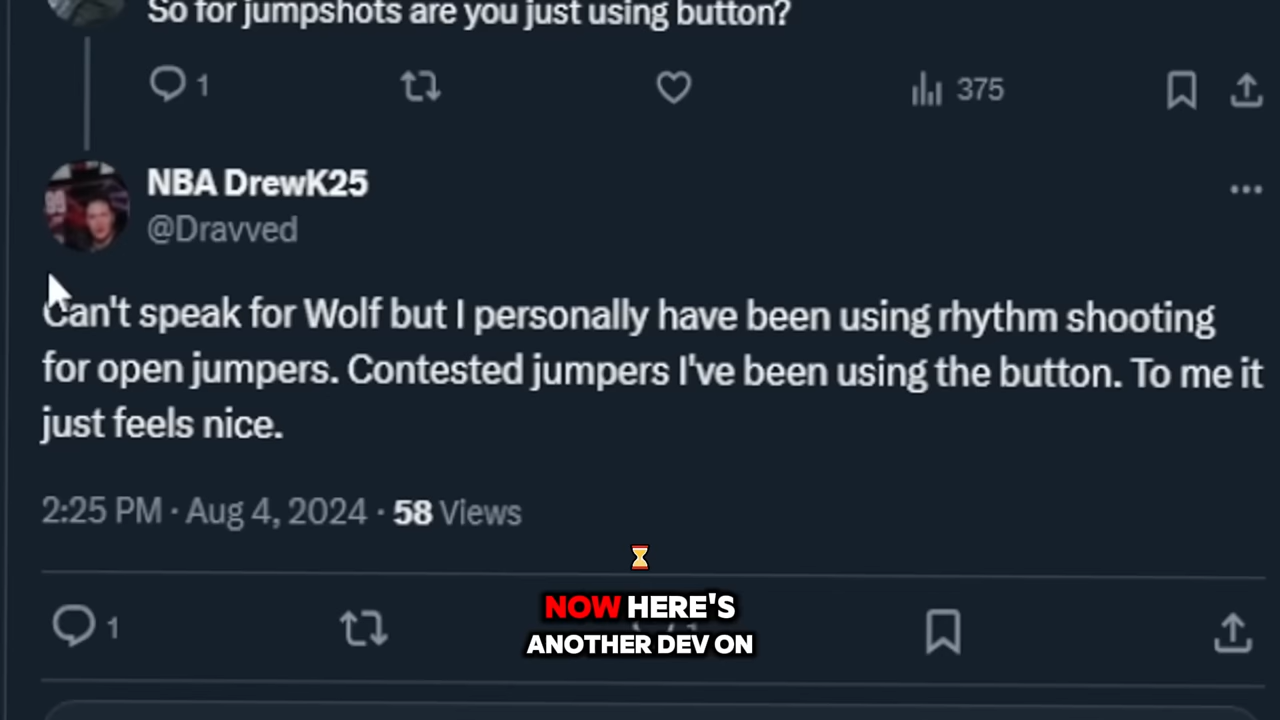 So for jumpshots are you just using button?
1
375
NBA DrewK25
@Dravved
Can't speak for Wolf but I personally have been using rhythm shooting
for open jumpers. Contested jumpers I've been using the button. To me it
just feels nice.
2:25 PM · Aug 4, 2024 · 58 Views
NOW HERE'S
ANOTHER DEV ON
1